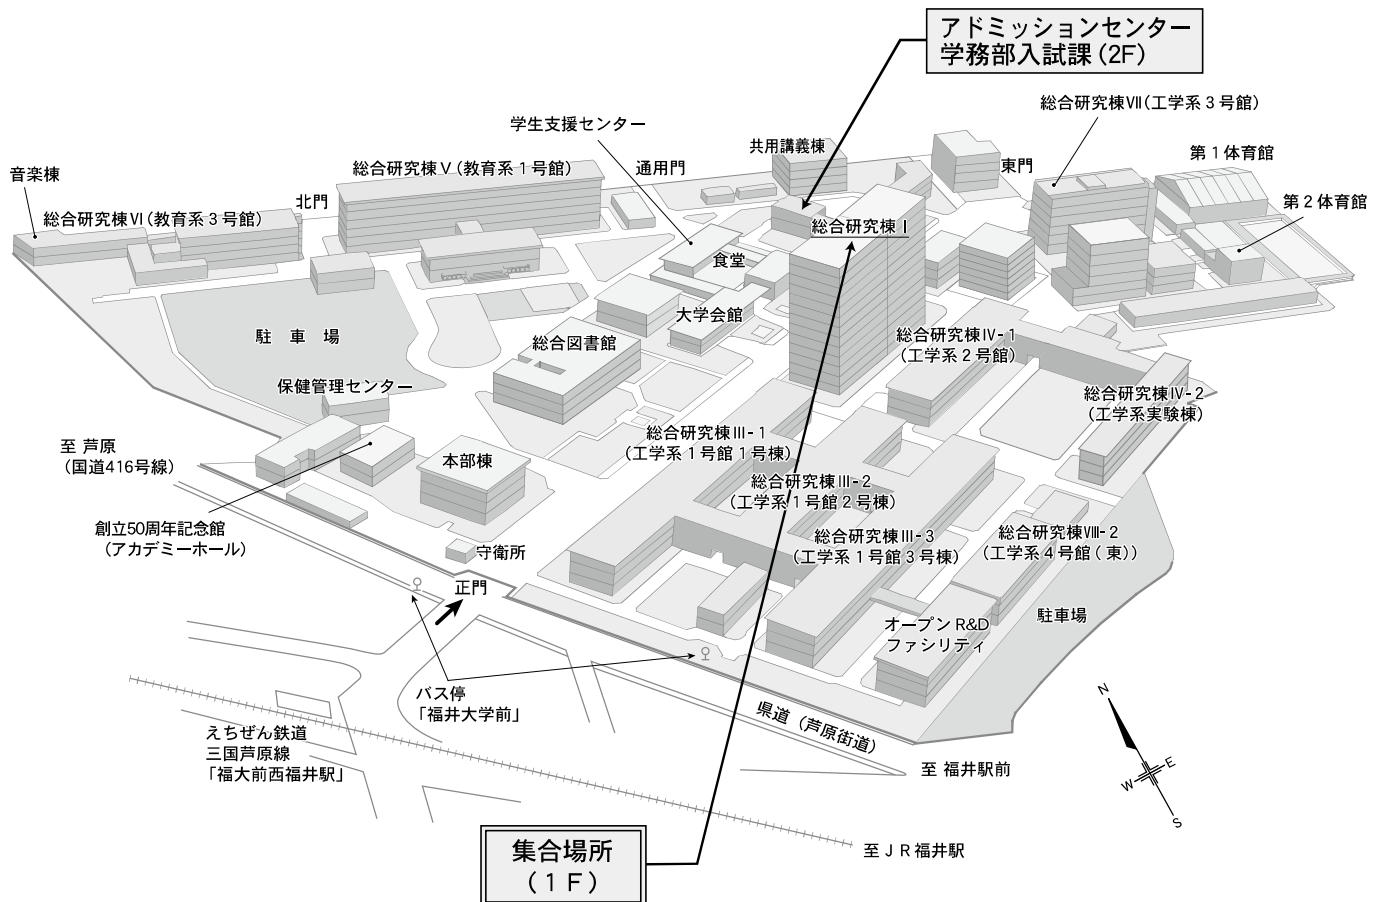 アドミッションセンター
学務部入試課(2F)
総合研究棟Ⅶ(工学系3号館)
学生支援センター
共用講義棟
東門
第1体育館
音楽棟
総合研究棟Ⅴ(教育系1号館)
通用門
北門
第2体育館
総合研究棟Ⅵ(教育系3号館)
総合研究棟Ⅰ
食堂
大学会館
総合図書館
駐車場
総合研究棟Ⅳ-1
(工学系2号館)
保健管理センター
総合研究棟Ⅳ-2
(工学系実験棟)
至 芦原
(国道416号線)
総合研究棟Ⅲ-1
(工学系1号館1号棟)
本部棟
総合研究棟Ⅲ-2
(工学系1号館2号棟)
創立50周年記念館
(アカデミーホール)
総合研究棟Ⅲ-3
(工学系1号館3号棟)
総合研究棟Ⅷ-2
(工学系4号館(東))
守衛所
正門
駐車場
オープンR&D
ファシリティ
バス停
「福井大学前」
県道(芦原街道)
えちぜん鉄道
三国芦原線
「福大前西福井駅」
至 福井駅前
N
E
W
S
集合場所
(1F)
至JR福井駅